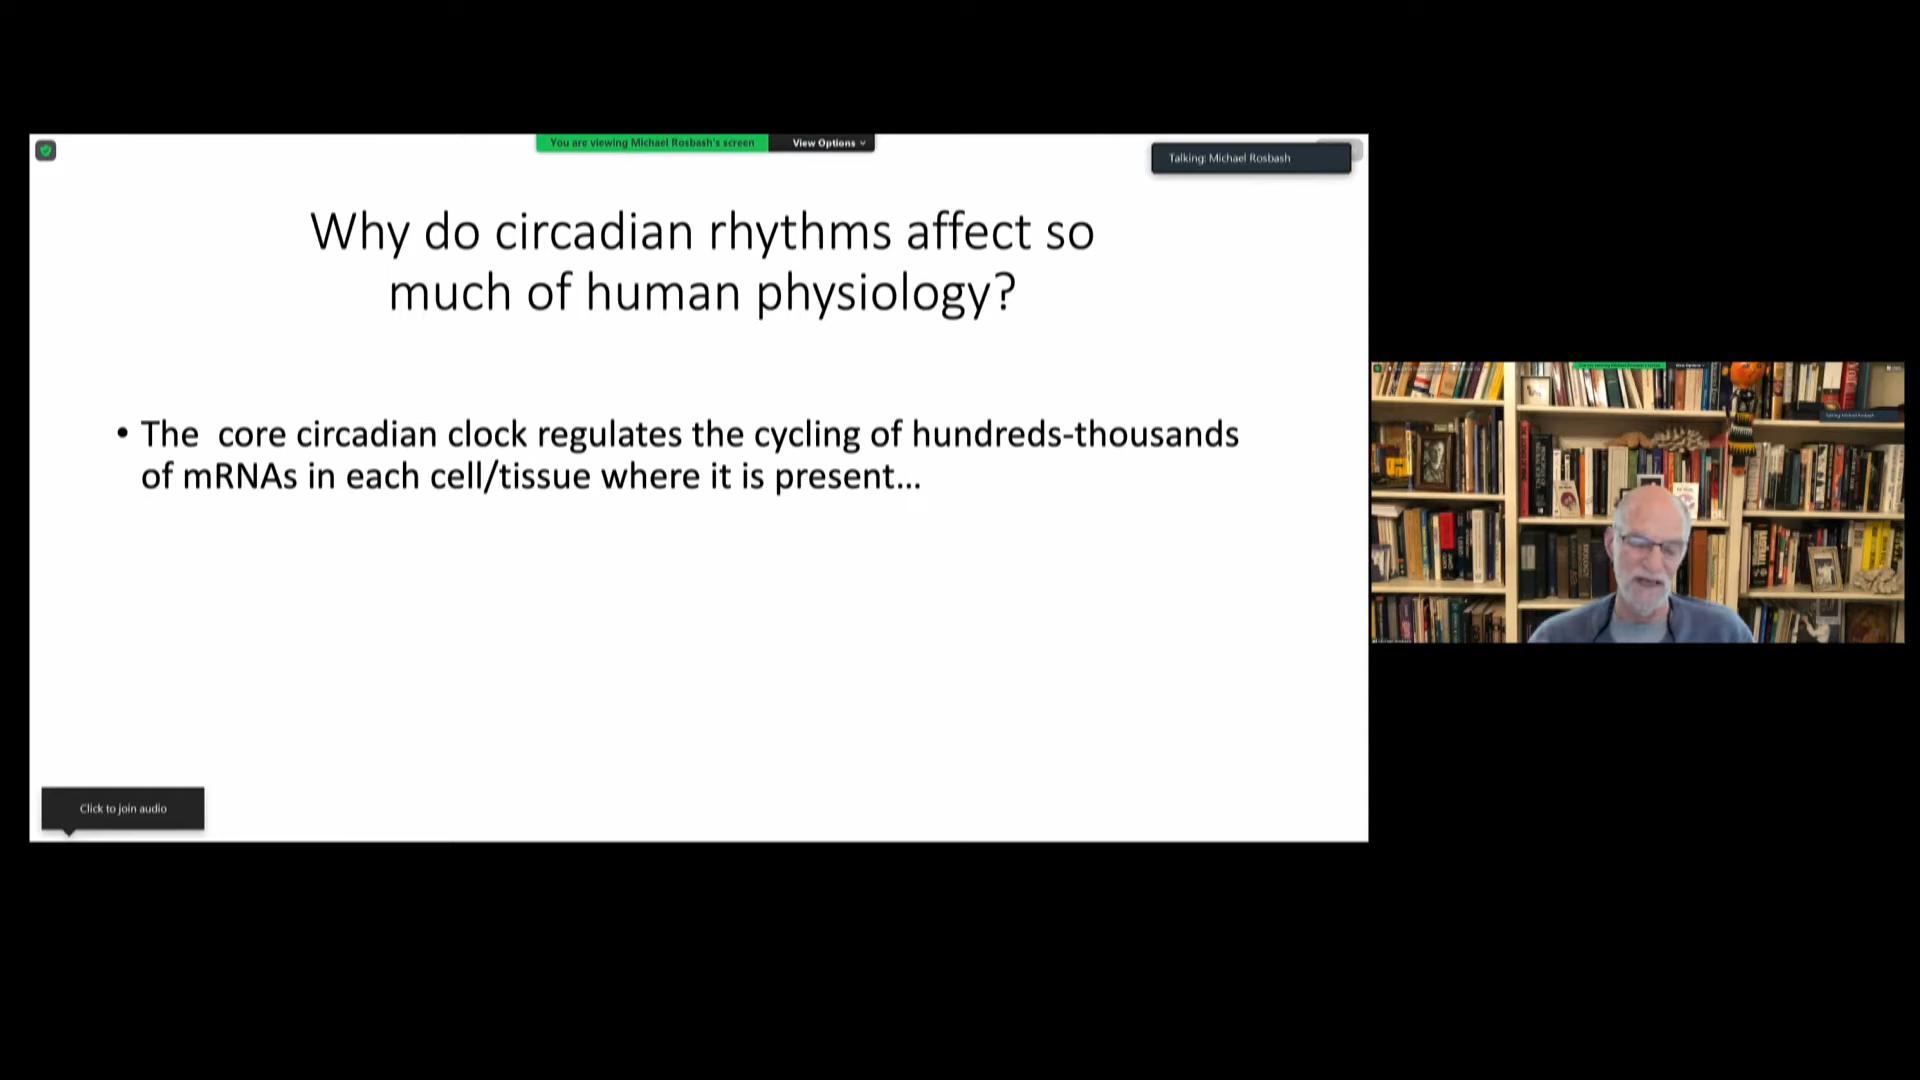 You are viewing Michael Rosbash's screen
View Options
Talking: Michael Rosbash
Why do circadian rhythms affect so
much of human physiology?
• The core circadian clock regulates the cycling of hundreds-thousands
of mRNAs in each cell/tissue where it is present...
Click to join audio